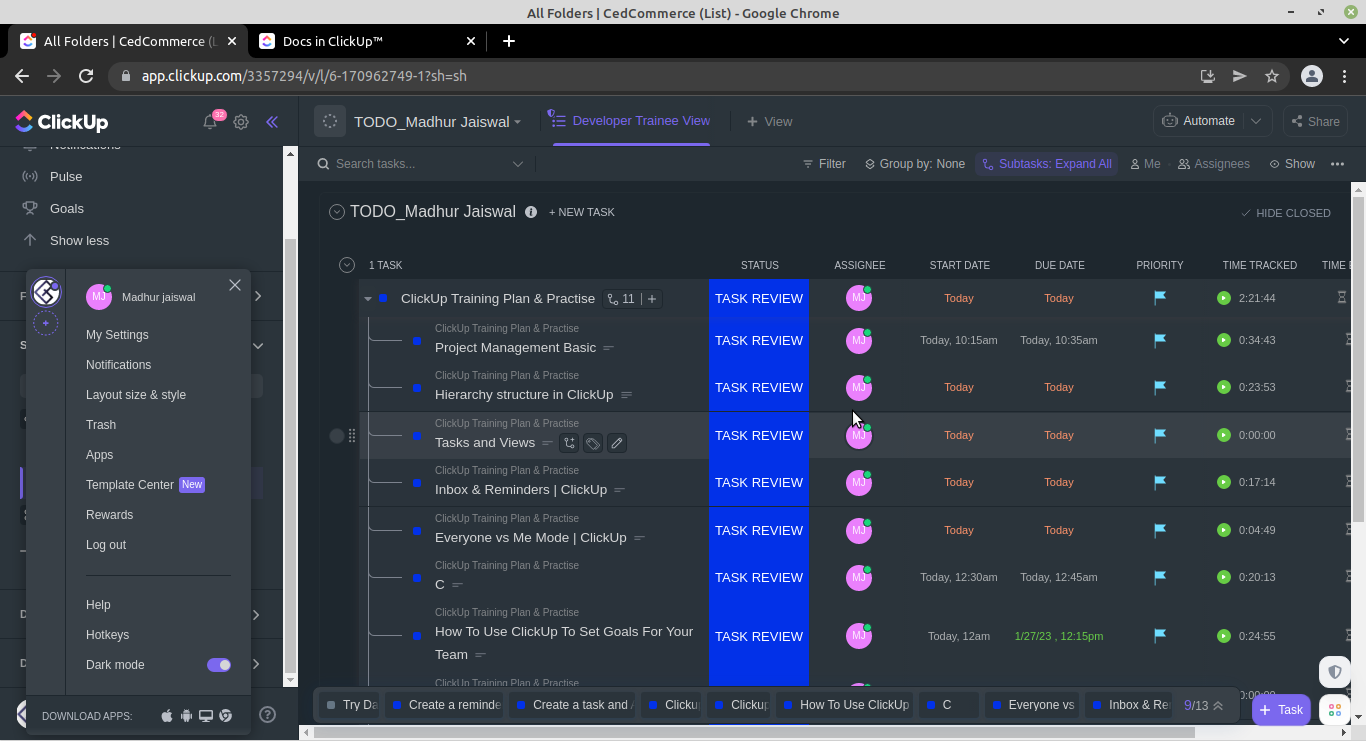 All Folders | CedCommerce (List) - Google Chrome
All Folders | CedCommerce (L
Docs in ClickUp™
app.clickup.com/3357294/v/l/6-170962749-1?sh=sh
ClickUp
32
TODO_Madhur Jaiswal
Developer Trainee View
+ View
Automate
Share
Notifications
Pulse
Goals
Show less
Search tasks...
Filter
Group by: None
Subtasks: Expand All
Me
Assignees
Show
TODO_Madhur Jaiswal
+ NEW TASK
HIDE CLOSED
MJ
Madhur jaiswal
My Settings
Notifications
Layout size & style
Trash
Apps
Template Center New
Rewards
Log out
Help
Hotkeys
Dark mode
DOWNLOAD APPS:
1 TASK STATUS ASSIGNEE START DATE DUE DATE PRIORITY TIME TRACKED TIME
ClickUp Training Plan & Practise 11 + TASK REVIEW MJ Today Today 2:21:44
ClickUp Training Plan & Practise
Project Management Basic TASK REVIEW MJ Today, 10:15am Today, 10:35am 0:34:43
ClickUp Training Plan & Practise
Hierarchy structure in ClickUp TASK REVIEW MJ Today Today 0:23:53
ClickUp Training Plan & Practise
Tasks and Views TASK REVIEW MJ Today Today 0:00:00
ClickUp Training Plan & Practise
Inbox & Reminders | ClickUp TASK REVIEW MJ Today Today 0:17:14
ClickUp Training Plan & Practise
Everyone vs Me Mode | ClickUp TASK REVIEW MJ Today Today 0:04:49
ClickUp Training Plan & Practise
C TASK REVIEW MJ Today, 12:30am Today, 12:45am 0:20:13
ClickUp Training Plan & Practise
How To Use ClickUp To Set Goals For Your
Team TASK REVIEW MJ Today, 12am 1/27/23 , 12:15pm 0:24:55
ClickUp Training Plan & Practise
Try Da
Create a reminde
Create a task and
Clickup
Clickup
How To Use ClickUp
C
Everyone vs
Inbox & Re
9/13
+ Task